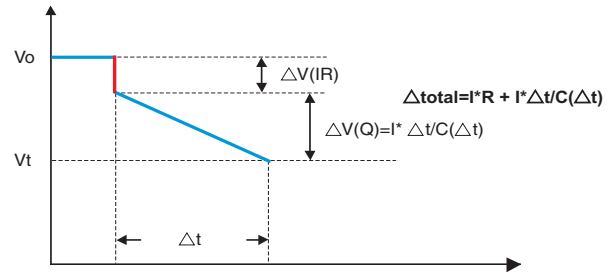 Vo
△V(IR)
△total=I*R + I*△t/C(△t)
△V(Q)=I* △t/C(△t)
Vt
△t